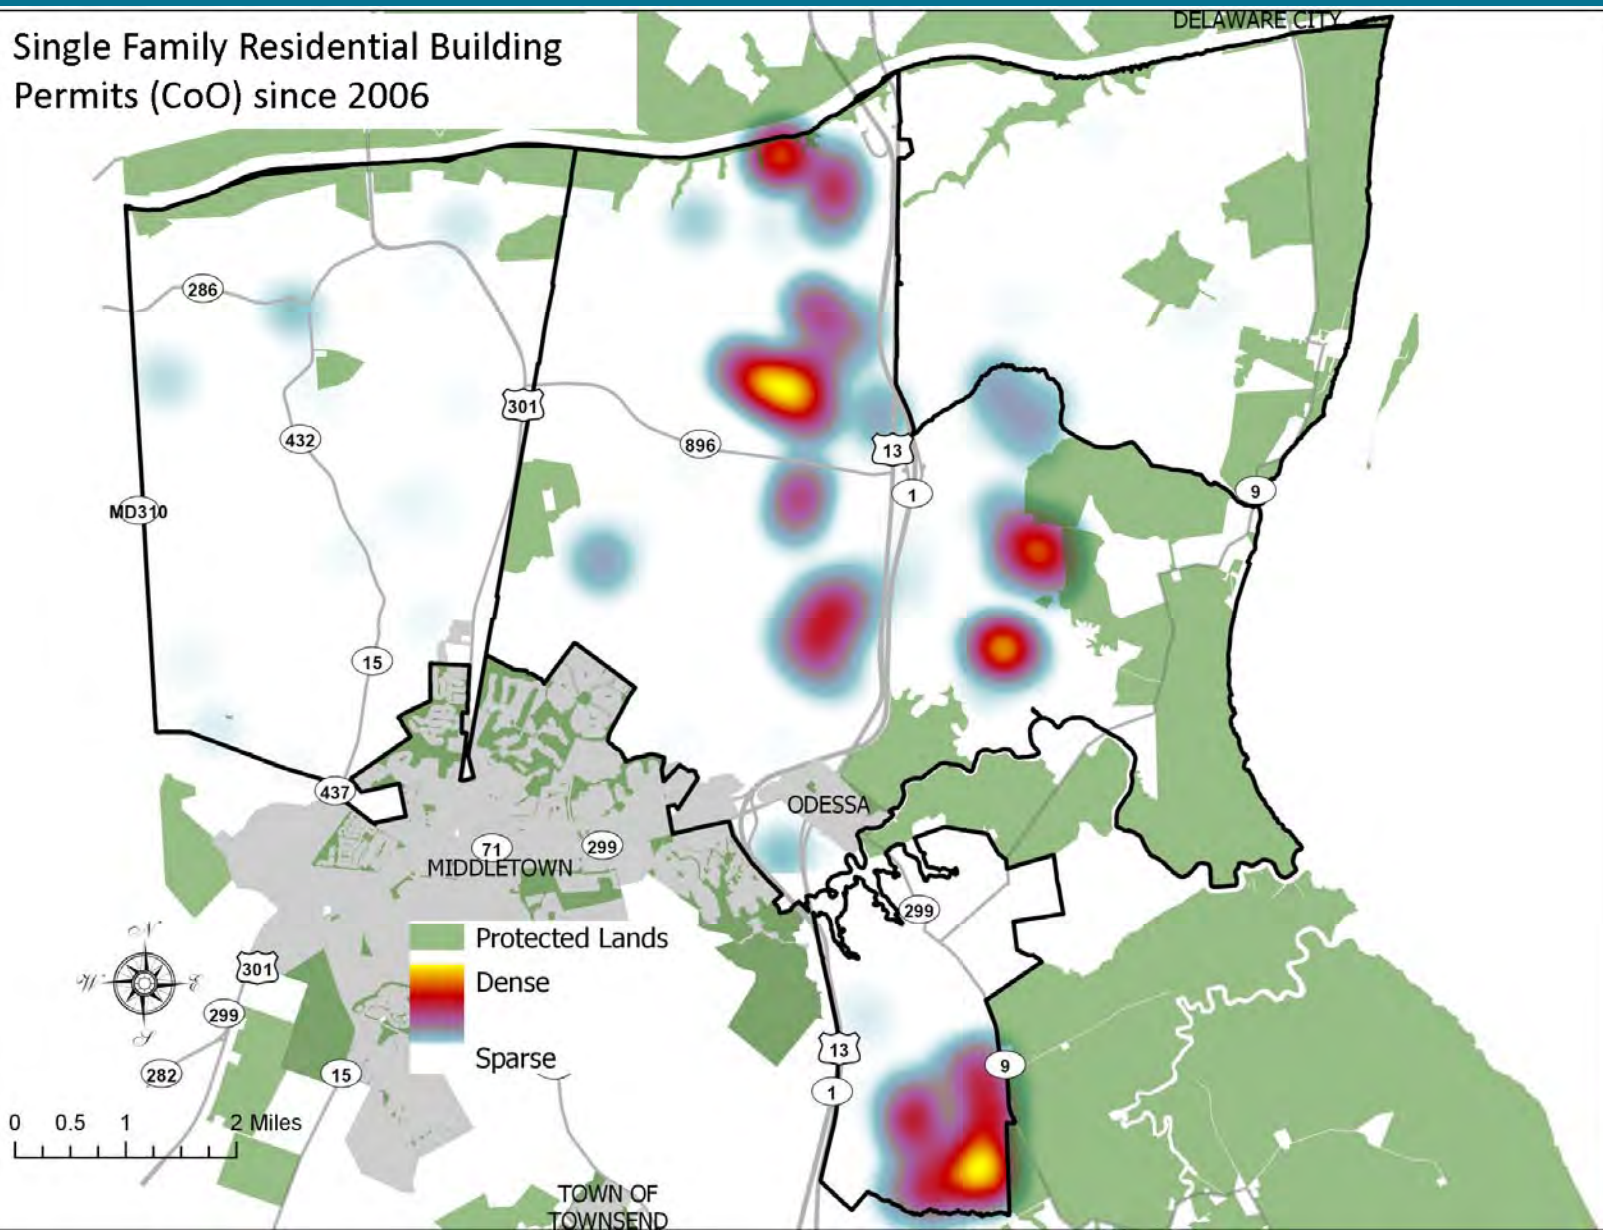 DELAWARE CITY
Single Family Residential Building
Permits (CoO) since 2006
286
301
432
896
13
1
9
MD310
15
437
ODESSA
71
299
MIDDLETOWN
299
N
W
E
S
Protected Lands
301
Dense
299
13
Sparse
9
282
15
1
0 0.5 1 2 Miles
TOWN OF
TOWNSEND